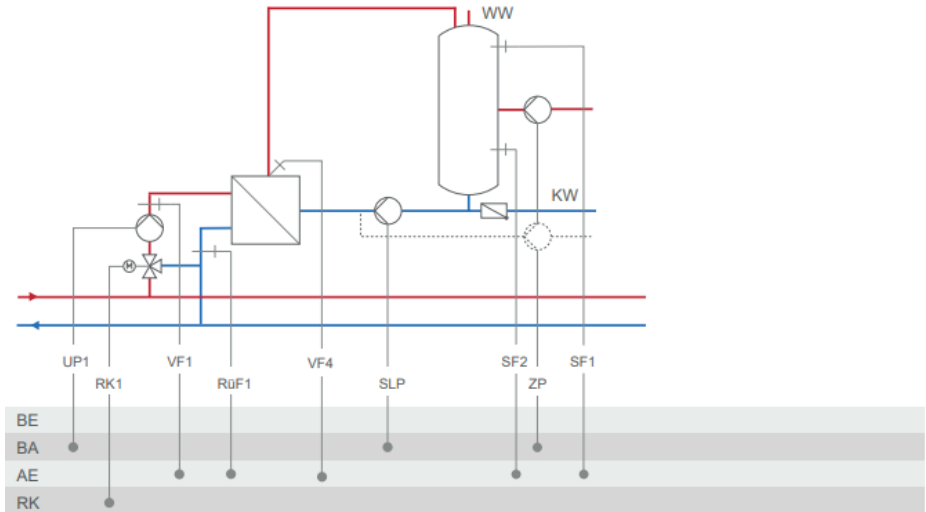 WW
KW
M
UP1 VF1 VF4 SF2 SF1
RK1 RüF1 SLP ZP
BE
BA
AE
RK